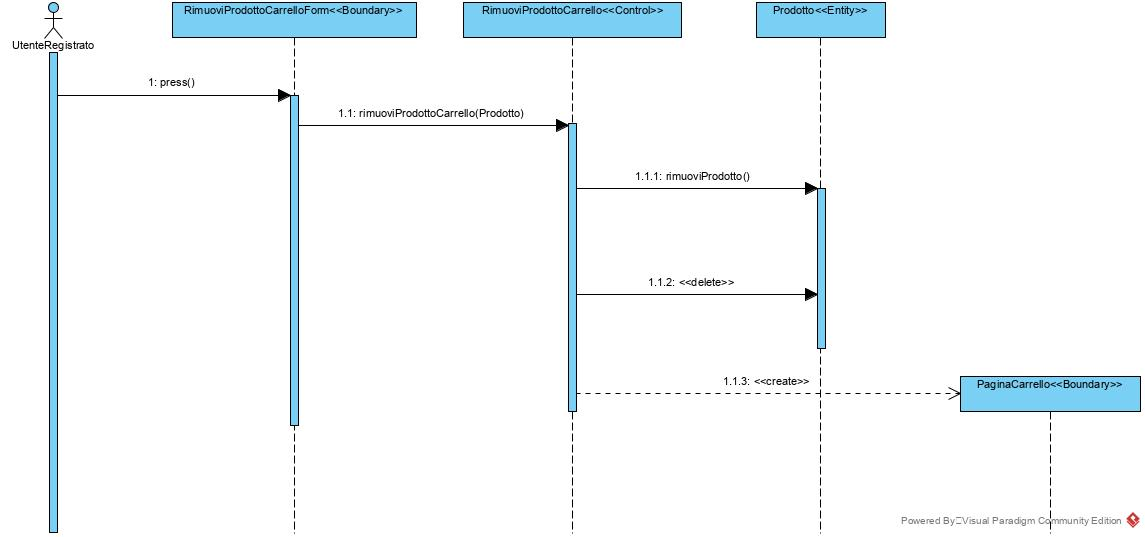 RimuoviProdottoCarrelloForm<<Boundary>>
RimuoviProdottoCarrello<<Control>>
Prodotto<<Entity>>
UtenteRegistrato
1: press()
1.1: rimuoviProdottoCarrello(Prodotto)
1.1.1: rimuoviProdotto()
1.1.2: <<delete>>
1.1.3: <<create>>
PaginaCarrello<<Boundary>>
Powered By Visual Paradigm Community Edition